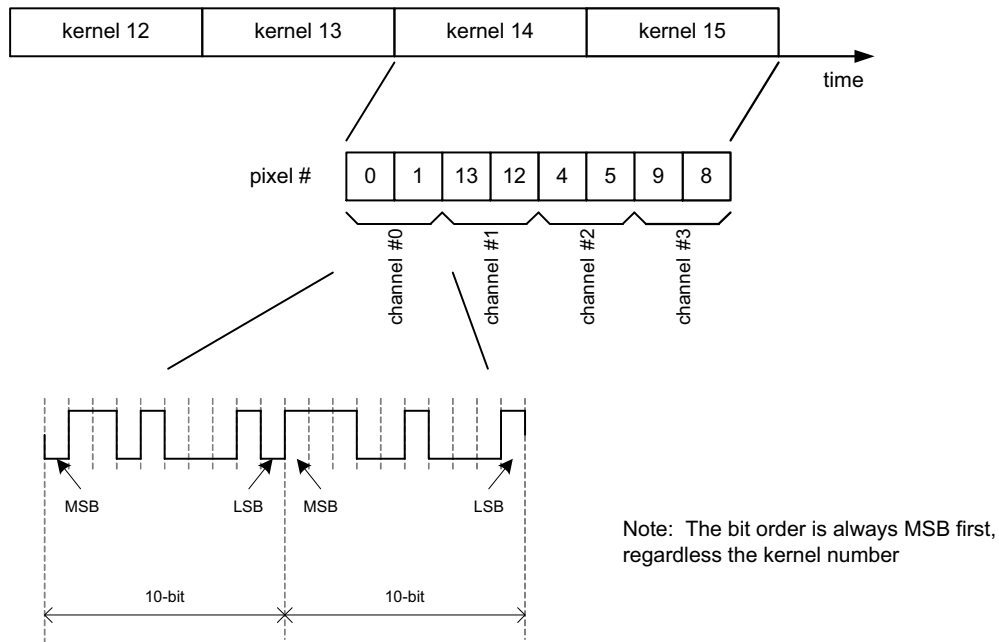 kernel 12 kernel 13 kernel 14 kernel 15
time
pixel # 0 1 13 12 4 5 9 8
channel #0 channel #1 channel #2 channel #3
MSB LSB MSB LSB
Note: The bit order is always MSB first,
regardless the kernel number
10-bit 10-bit